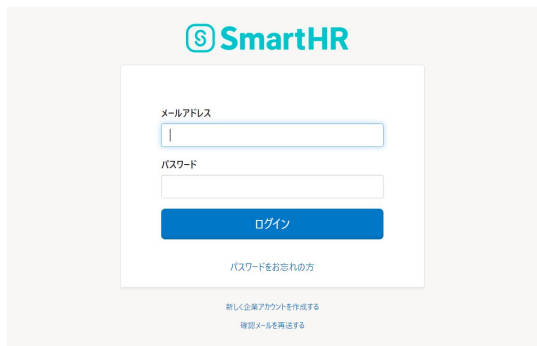 SmartHR
メールアドレス
パスワード
ログイン
パスワードをお忘れの方
新しく企業アカウントを作成する
確認メールを再送する